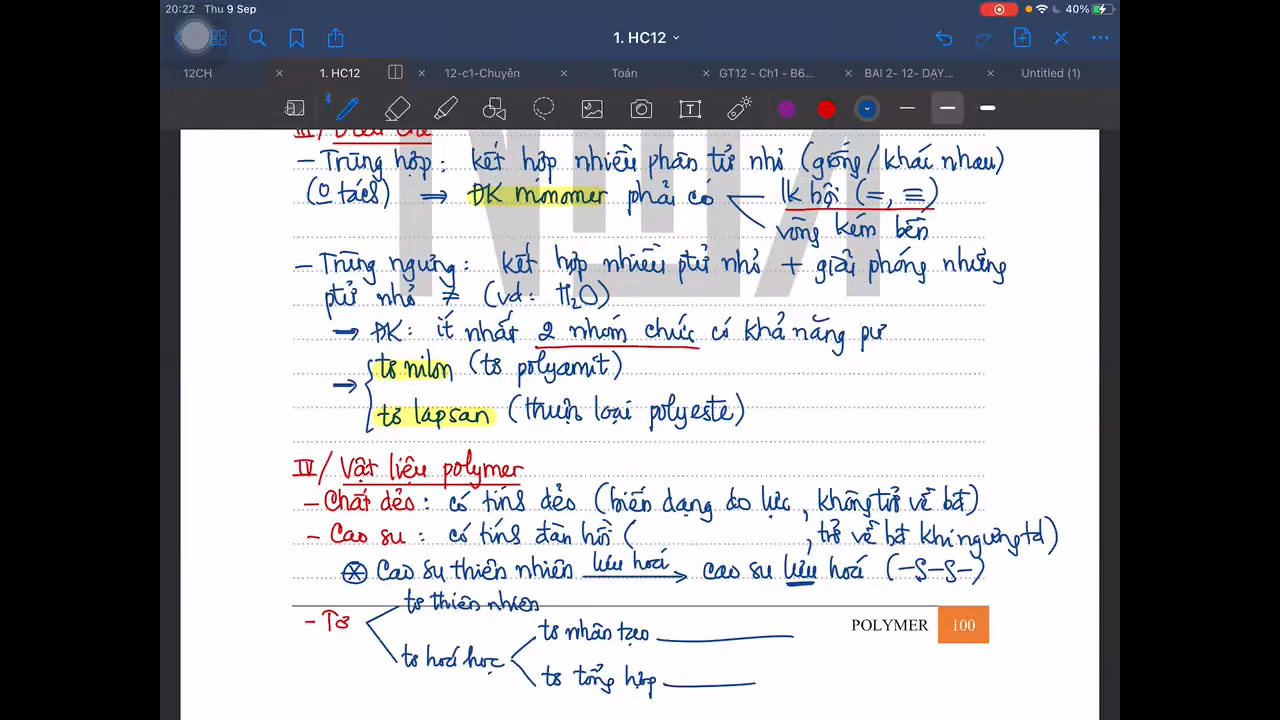 20:22 Thu 9 Sep 40%
1. HC12
12CH 1. HC12 12-c1-Chuyên Toán GT12 - Ch1 - B6... BAI 2- 12- DẠY... Untitled (1)
III/ Điều chế
- Trùng hợp: kết hợp nhiều phân tử nhỏ (giống/khác nhau)
(0 tách) ⟹ ĐK monomer phải có lk bội (=, ≡)
vòng kém bền
- Trùng ngưng: kết hợp nhiều ptử nhỏ + giải phóng những
ptử nhỏ ≠ (vd: H₂O)
→ ĐK: ít nhất 2 nhóm chức có khả năng pư
→ { tơ nilon (tơ polyamit)
tơ lapsan (thuộc loại polyeste)
IV/ Vật liệu polymer
- Chất dẻo: có tính dẻo (biến dạng do lực, không trở về bđ)
- Cao su: có tính đàn hồi ( , trở về bđ khi ngưng td)
⊛ Cao su thiên nhiên lưu hoá → cao su lưu hoá (-S-S-)
- Tơ tơ thiên nhiên
tơ hoá học tơ nhân tạo
tơ tổng hợp
POLYMER 100